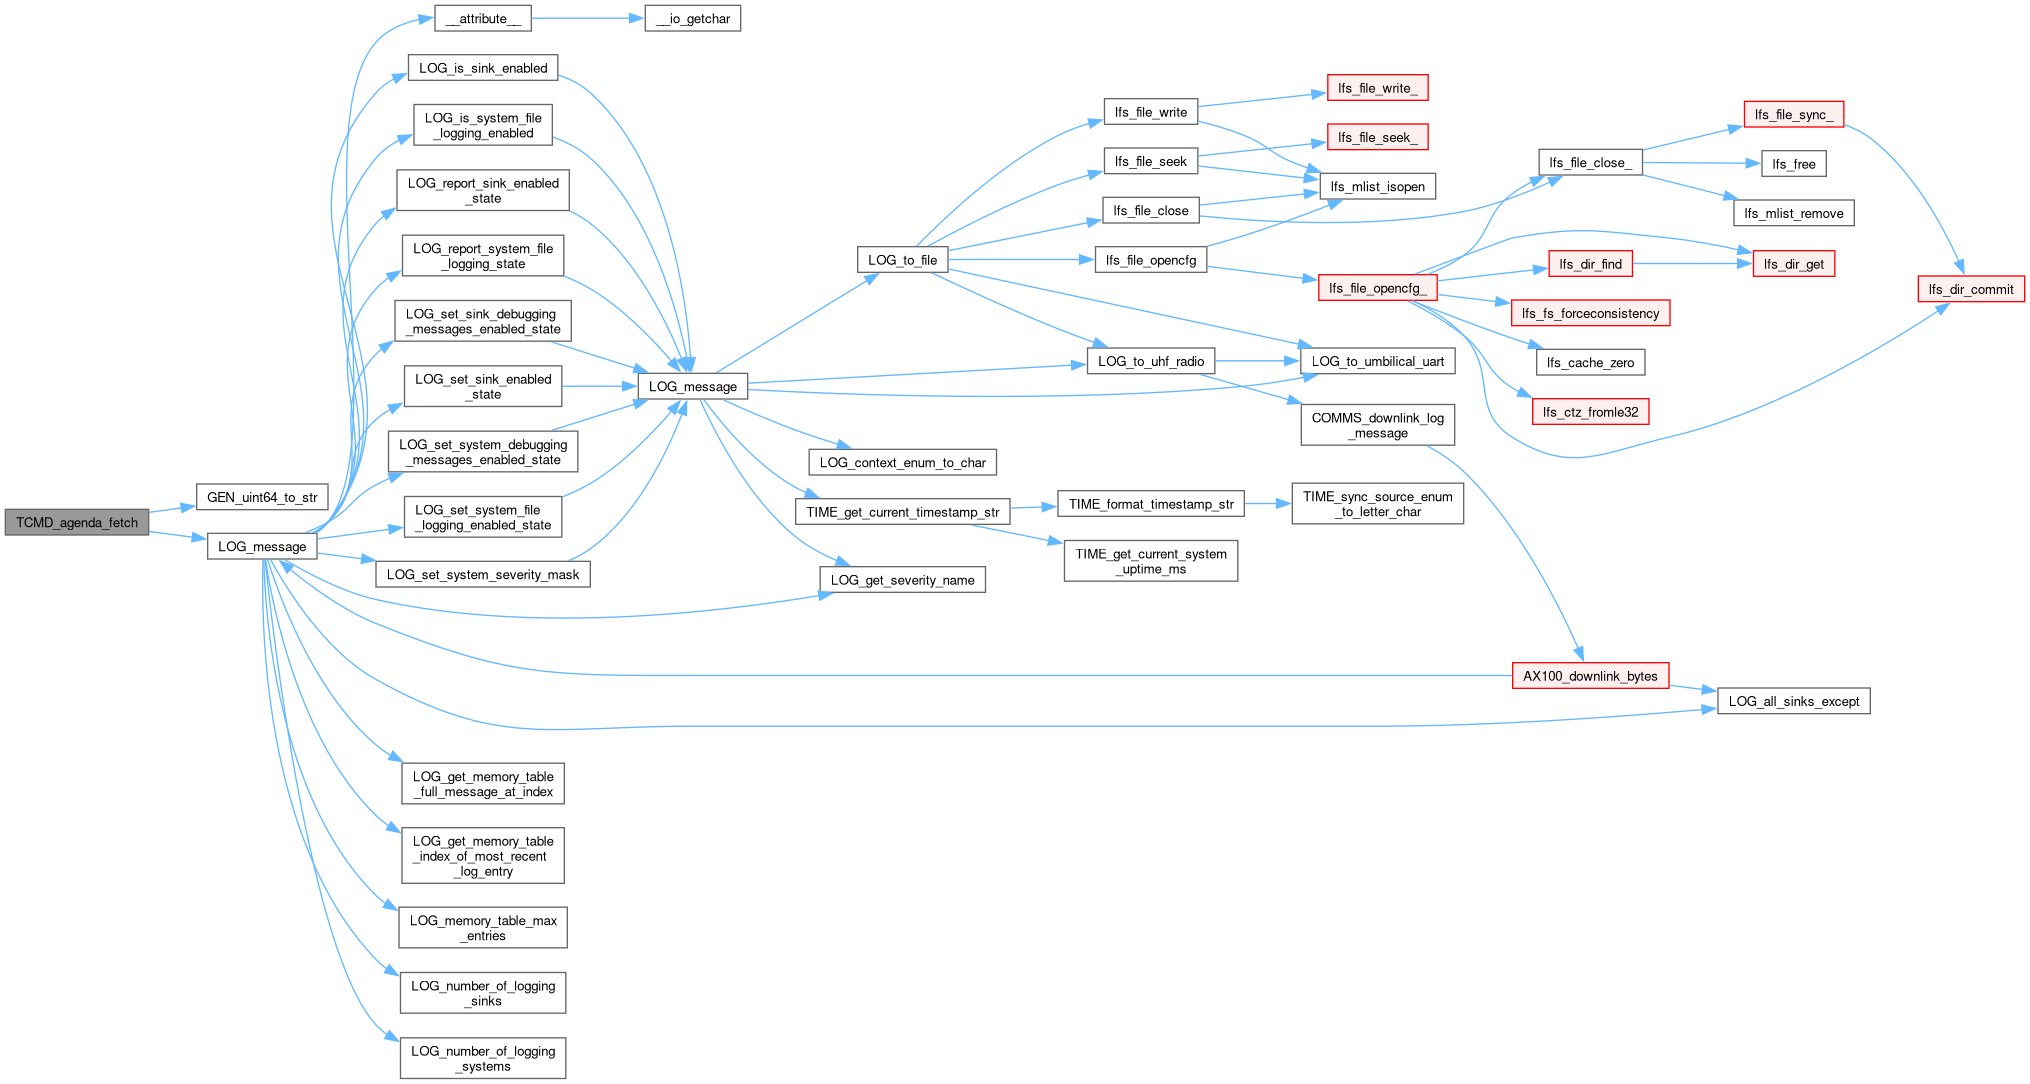 TCMD_agenda_fetch
GEN_uint64_to_str
LOG_message
__attribute__
__io_getchar
LOG_is_sink_enabled
LOG_is_system_file
_logging_enabled
LOG_report_sink_enabled
_state
LOG_report_system_file
_logging_state
LOG_set_sink_debugging
_messages_enabled_state
LOG_set_sink_enabled
_state
LOG_set_system_debugging
_messages_enabled_state
LOG_set_system_file
_logging_enabled_state
LOG_set_system_severity_mask
LOG_get_memory_table
_full_message_at_index
LOG_get_memory_table
_index_of_most_recent
_log_entry
LOG_memory_table_max
_entries
LOG_number_of_logging
_sinks
LOG_number_of_logging
_systems
LOG_message
LOG_to_file
LOG_context_enum_to_char
TIME_get_current_timestamp_str
LOG_get_severity_name
lfs_file_write
lfs_file_seek
lfs_file_close
lfs_file_opencfg
LOG_to_uhf_radio
TIME_format_timestamp_str
TIME_get_current_system
_uptime_ms
lfs_file_write_
lfs_file_seek_
lfs_mlist_isopen
lfs_file_opencfg_
LOG_to_umbilical_uart
COMMS_downlink_log
_message
TIME_sync_source_enum
_to_letter_char
lfs_file_close_
lfs_dir_find
lfs_fs_forceconsistency
lfs_cache_zero
lfs_ctz_fromle32
AX100_downlink_bytes
lfs_file_sync_
lfs_free
lfs_mlist_remove
lfs_dir_get
LOG_all_sinks_except
lfs_dir_commit